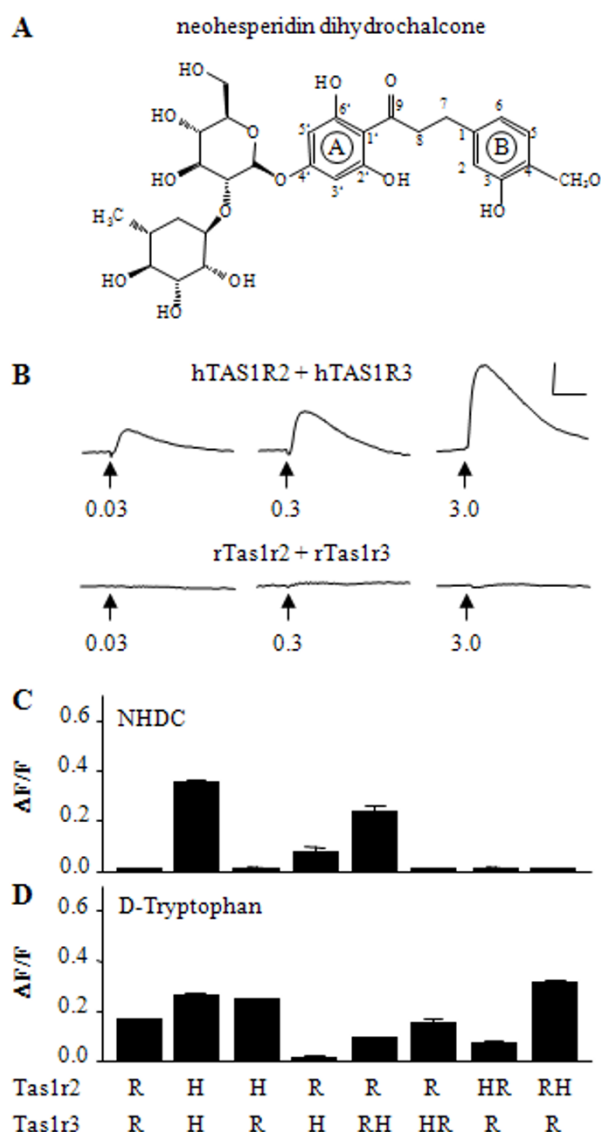 A
neohesperidin dihydrochalcone
HO
HO
HO
HO
O
O
O
H₃C
HO
HO
HO
OH
HO
6'
5'
1'
A
4'
3'
2'
OH
O
9
8
7
1
6
5
B
2
3
4
HO
CH₃O
B
hTAS1R2 + hTAS1R3
0.03 0.3 3.0
rTas1r2 + rTas1r3
0.03 0.3 3.0
C
NHDC
ΔF/F
0.6
0.4
0.2
0.0
D
D-Tryptophan
ΔF/F
0.6
0.4
0.2
0.0
Tas1r2 R H H R R R HR RH
Tas1r3 R H R H RH HR R R